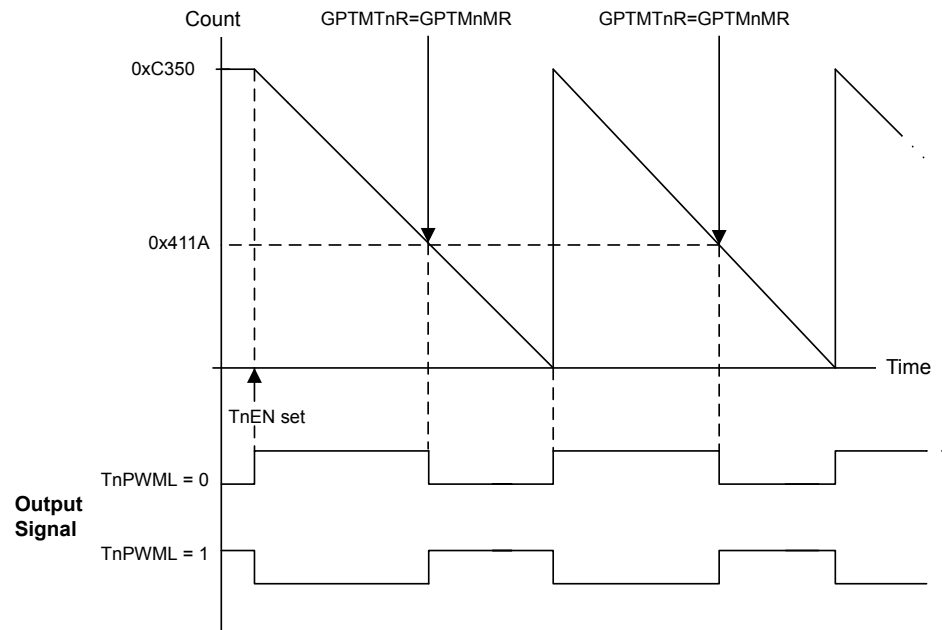 Count
GPTMTnR=GPTMnMR
GPTMTnR=GPTMnMR
0xC350
0x411A
Time
TnEN set
TnPWML = 0
Output
Signal
TnPWML = 1